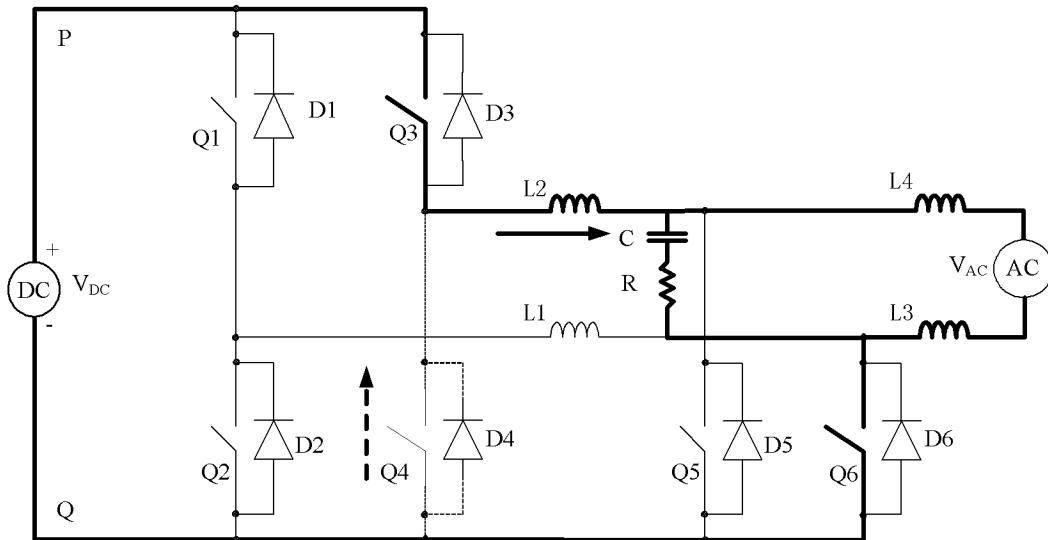 P
D1
D3
Q1
Q3
L2
L4
+
C
DC
V_DC
V_AC
AC
R
-
L1
L3
D2
D4
D5
D6
Q2
Q4
Q5
Q6
Q